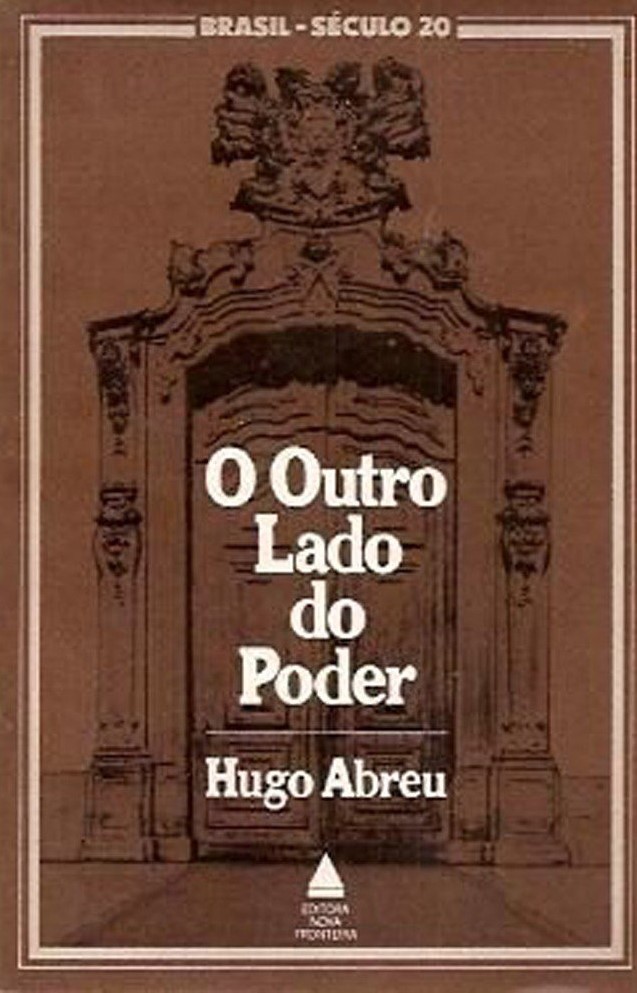 BRASIL - SÉCULO 20
O Outro
Lado
do
Poder
Hugo Abreu
EDITORA
NOVA
FRONTEIRA